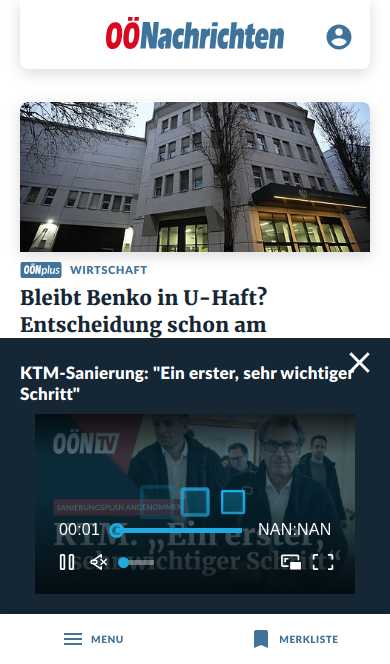 OÖNachrichten
OÖNplus WIRTSCHAFT
Bleibt Benko in U-Haft?
Entscheidung schon am
KTM-Sanierung: "Ein erster, sehr wichtiger
Schritt"
OÖN TV
SANIERUNGSPLAN ANGENOMMEN
KTM: „Ein erster,
sehr wichtiger Schritt“
00:01 NAN:NAN
MENU MERKLISTE